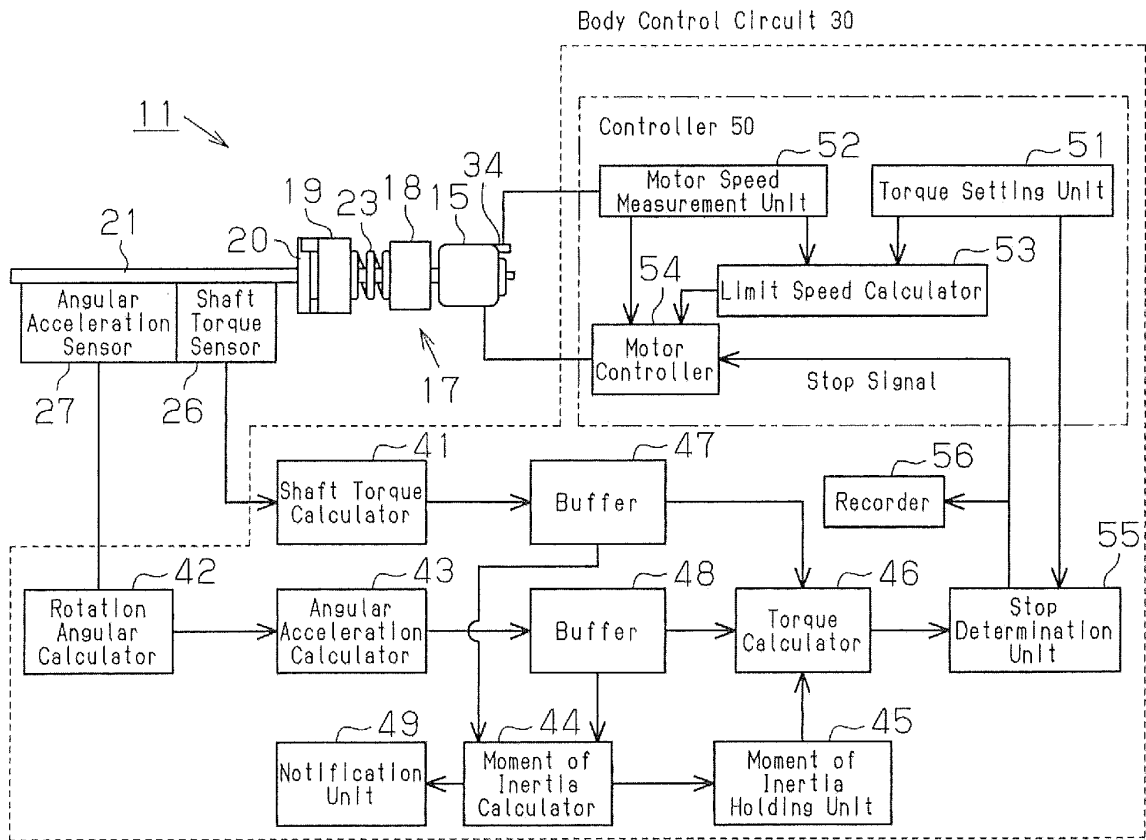 Body Control Circuit 30
11
Controller 50
52
51
34
Motor Speed
Measurement Unit
Torque Setting Unit
19
23
18
15
20
21
54
53
Limit Speed Calculator
Angular
Acceleration
Sensor
Shaft
Torque
Sensor
Motor
Controller
Stop Signal
27
26
17
41
47
56
Shaft Torque
Calculator
Buffer
Recorder
55
42
43
48
46
Rotation
Angular
Calculator
Angular
Acceleration
Calculator
Buffer
Torque
Calculator
Stop
Determination
Unit
49
44
45
Notification
Unit
Moment of
Inertia
Calculator
Moment of
Inertia
Holding Unit